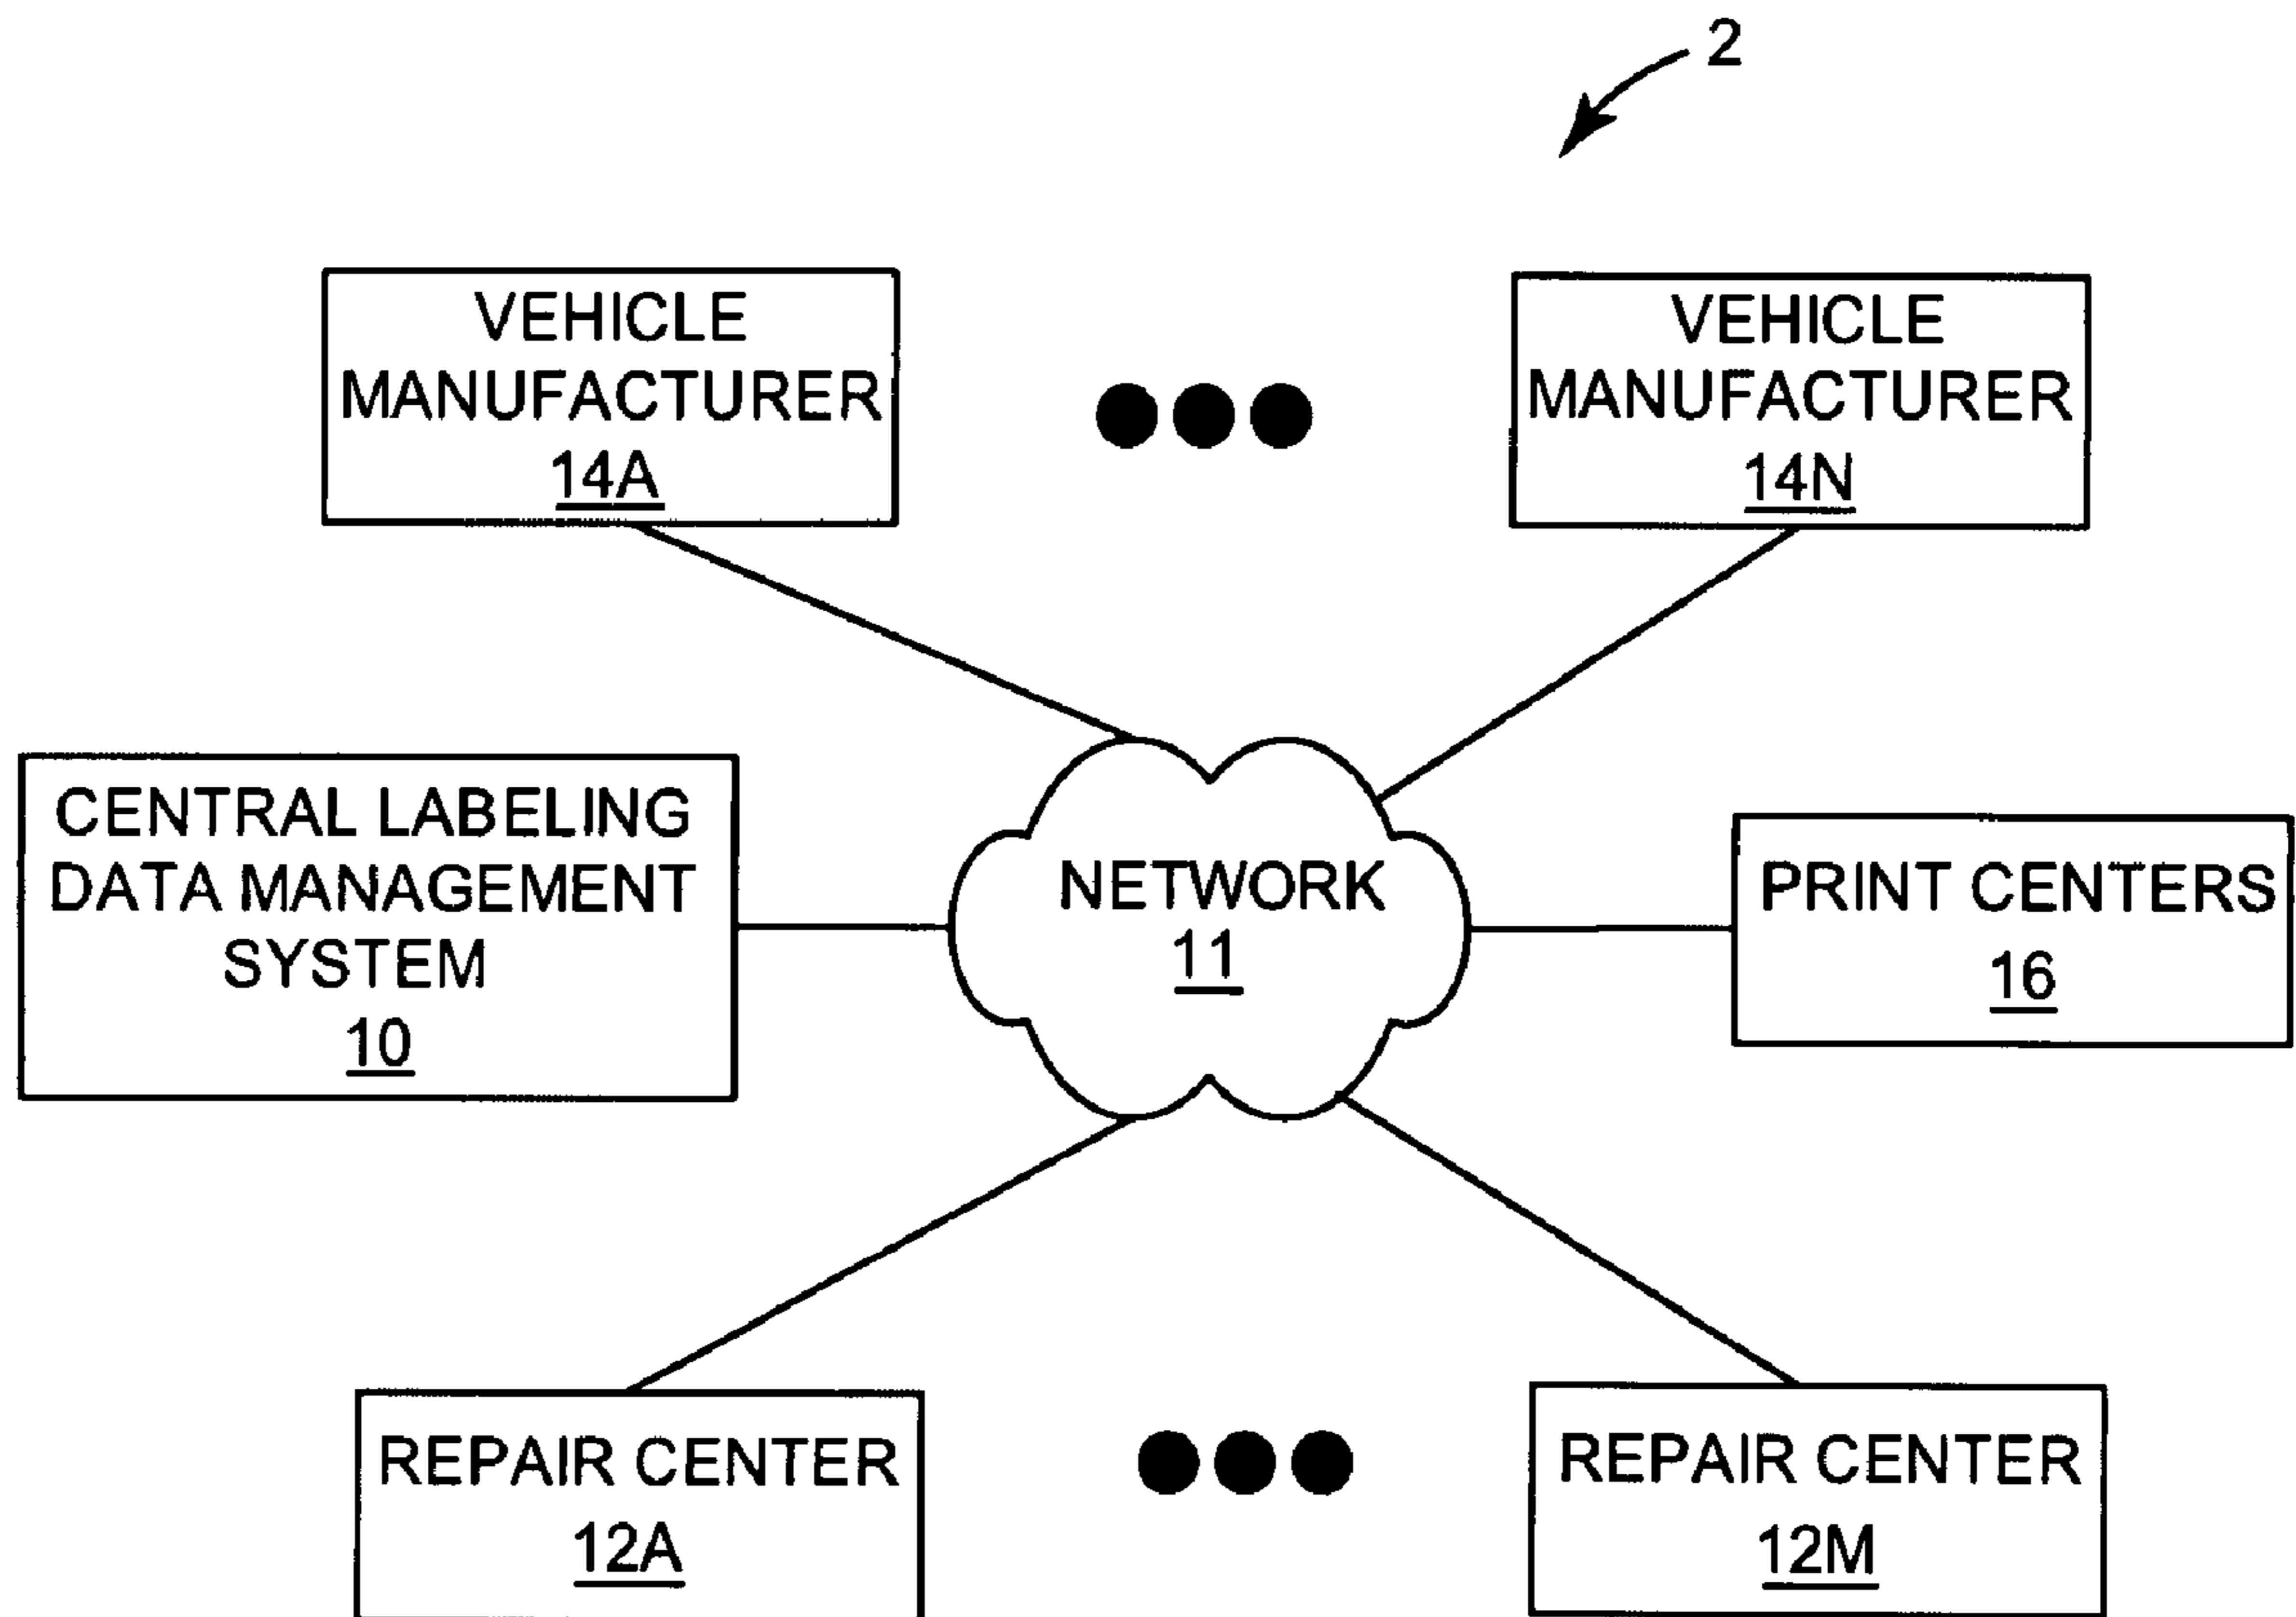 2
VEHICLE
MANUFACTURER
14A
VEHICLE
MANUFACTURER
14N
CENTRAL LABELING
DATA MANAGEMENT
SYSTEM
10
NETWORK
11
PRINT CENTERS
16
REPAIR CENTER
12A
REPAIR CENTER
12M